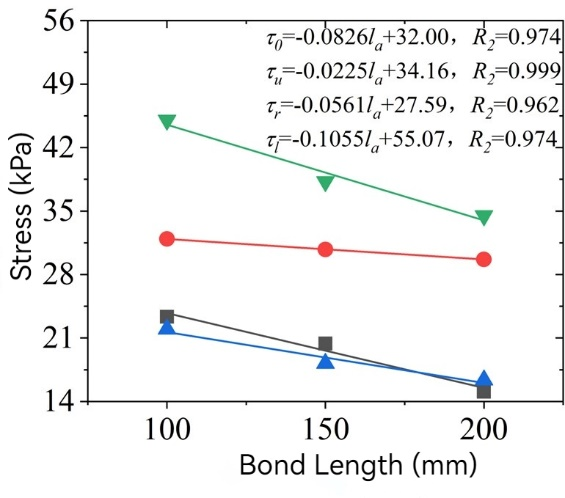 56
τ0=-0.0826la+32.00, R2=0.974
τu=-0.0225la+34.16, R2=0.999
49
τr=-0.0561la+27.59, R2=0.962
τl=-0.1055la+55.07, R2=0.974
42
35
28
21
14
Stress (kPa)
100 150 200
Bond Length (mm)